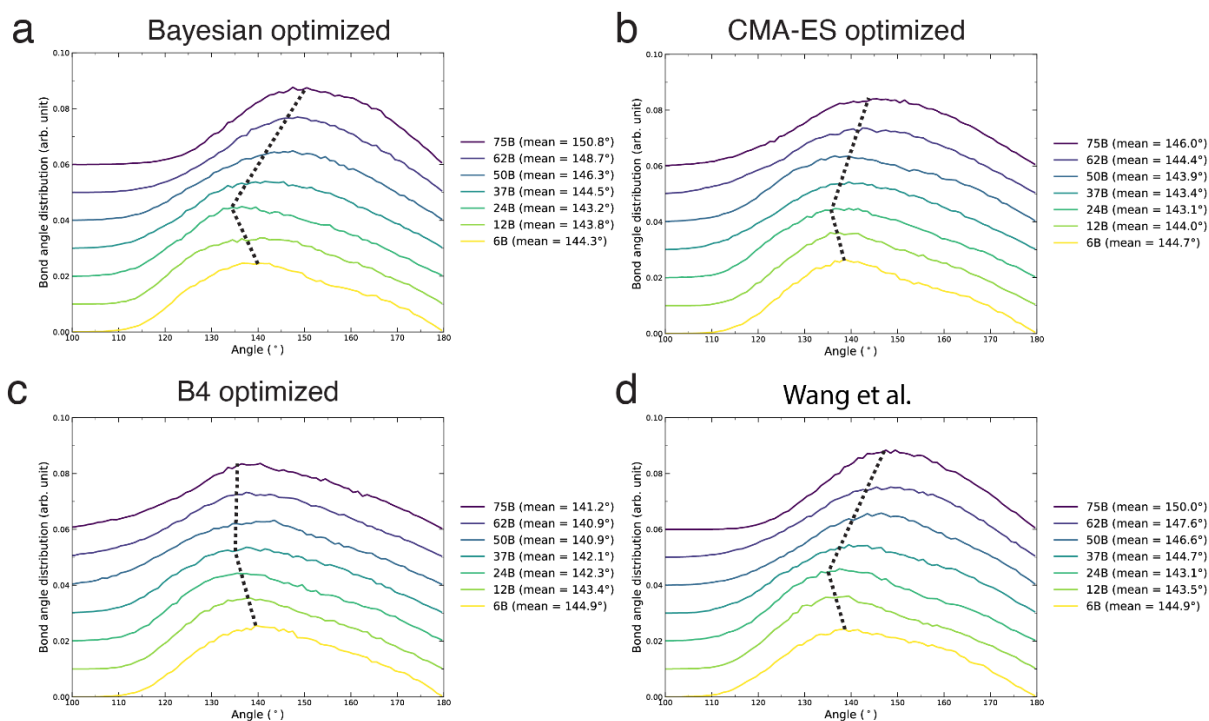 a
Bayesian optimized
0.10
0.08
0.06
0.04
0.02
0.00
Bond angle distribution (arb. unit)
100 110 120 130 140 150 160 170 180
Angle (°)
75B (mean = 150.8°)
62B (mean = 148.7°)
50B (mean = 146.3°)
37B (mean = 144.5°)
24B (mean = 143.2°)
12B (mean = 143.8°)
6B (mean = 144.3°)
b
CMA-ES optimized
0.10
0.08
0.06
0.04
0.02
0.00
Bond angle distribution (arb. unit)
100 110 120 130 140 150 160 170 180
Angle (°)
75B (mean = 146.0°)
62B (mean = 144.4°)
50B (mean = 143.9°)
37B (mean = 143.4°)
24B (mean = 143.1°)
12B (mean = 144.0°)
6B (mean = 144.7°)
c
B4 optimized
0.10
0.08
0.06
0.04
0.02
0.00
Bond angle distribution (arb. unit)
100 110 120 130 140 150 160 170 180
Angle (°)
75B (mean = 141.2°)
62B (mean = 140.9°)
50B (mean = 140.9°)
37B (mean = 142.1°)
24B (mean = 142.3°)
12B (mean = 143.4°)
6B (mean = 144.9°)
d
Wang et al.
0.10
0.08
0.06
0.04
0.02
0.00
Bond angle distribution (arb. unit)
100 110 120 130 140 150 160 170 180
Angle (°)
75B (mean = 150.0°)
62B (mean = 147.6°)
50B (mean = 146.6°)
37B (mean = 144.7°)
24B (mean = 143.1°)
12B (mean = 143.5°)
6B (mean = 144.9°)